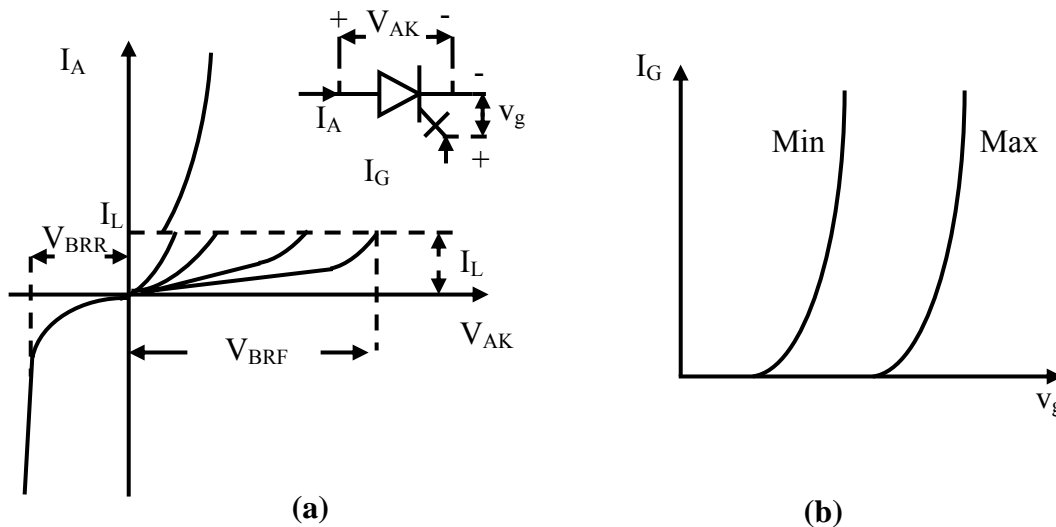 I_A
+ V_AK -
I_A
-
v_g
+
I_G
I_L
V_BRR
I_L
V_AK
V_BRF
(a)
I_G
Min
Max
v_g
(b)